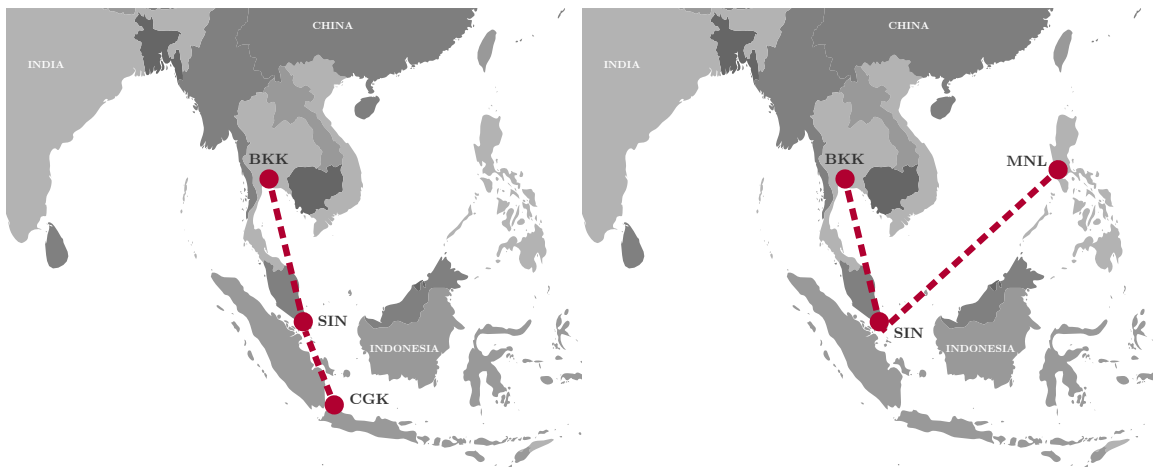 CHINA
INDIA
BKK
SIN
INDONESIA
CGK
CHINA
INDIA
BKK
MNL
SIN
INDONESIA